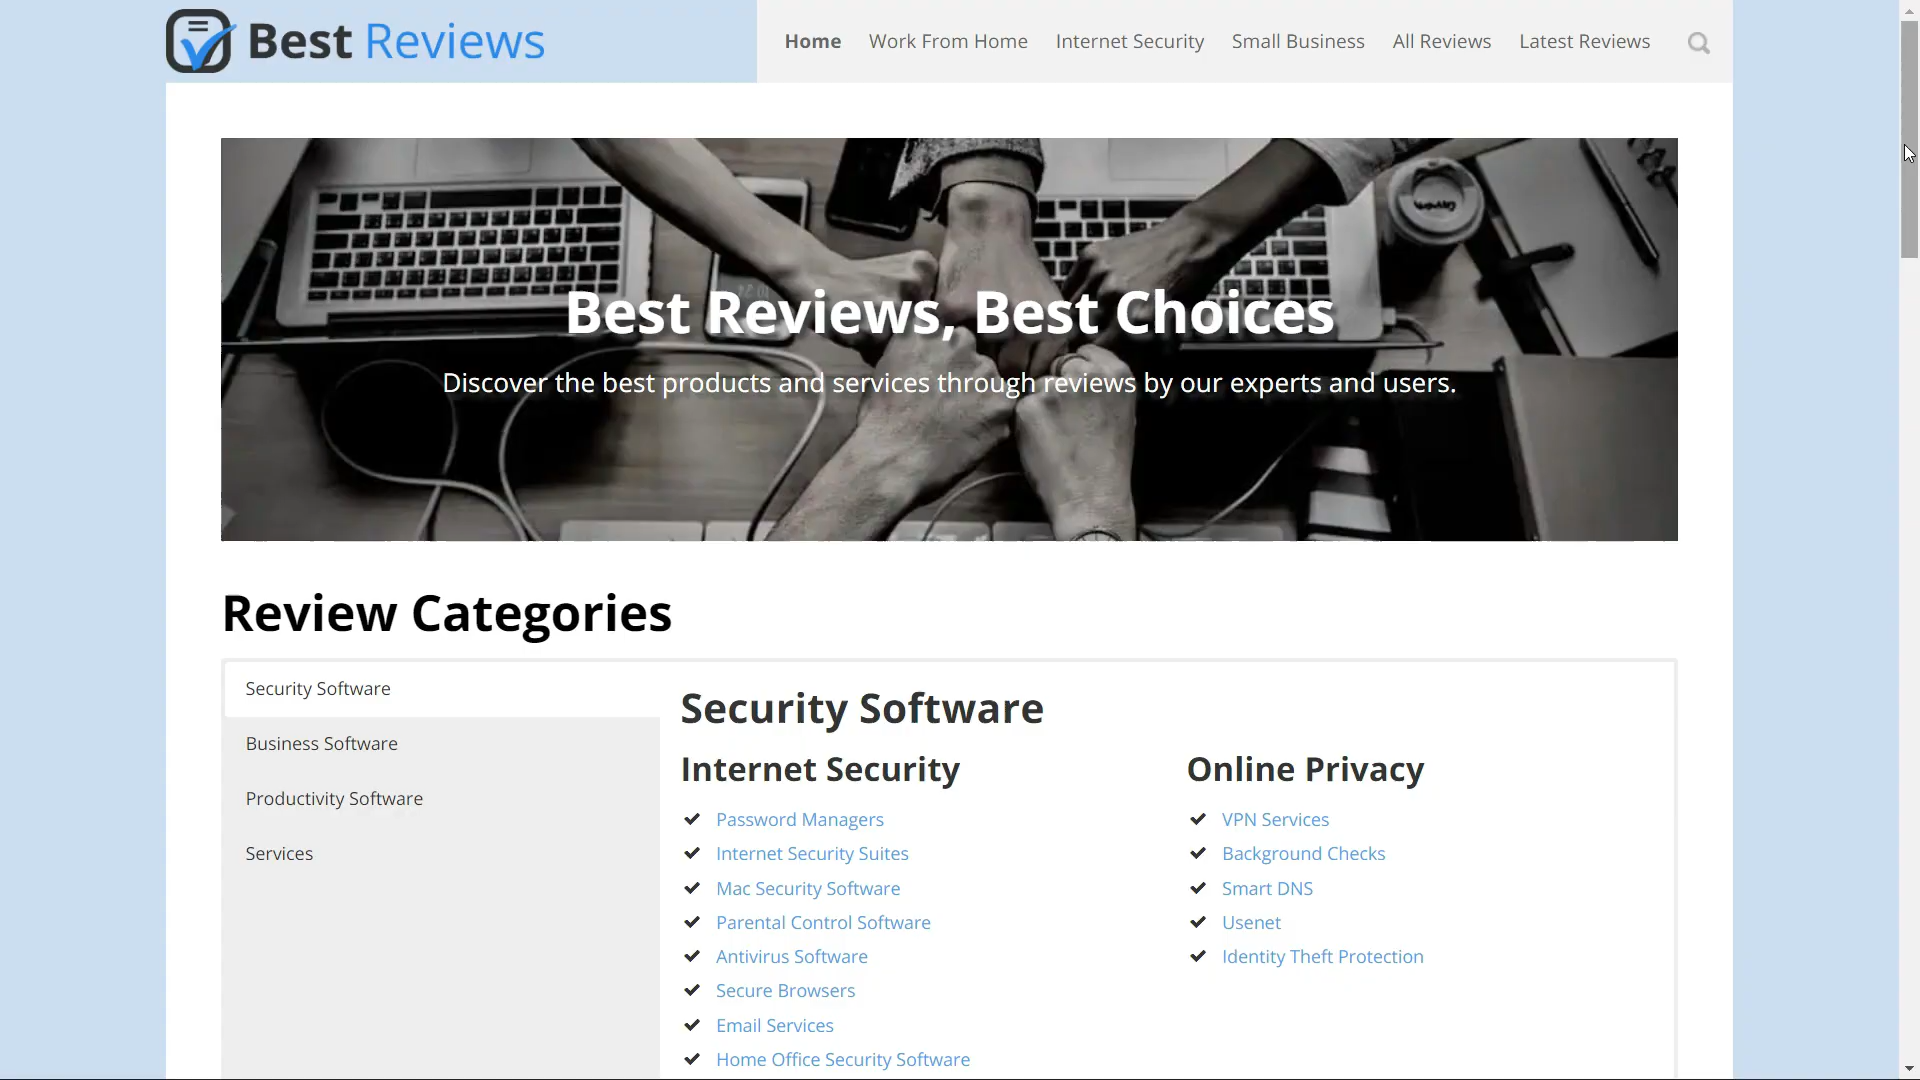 Best Reviews
Home Work From Home Internet Security Small Business All Reviews Latest Reviews
Best Reviews, Best Choices
Discover the best products and services through reviews by our experts and users.
Review Categories
Security Software
Business Software
Productivity Software
Services
Security Software
Internet Security
Password Managers
Internet Security Suites
Mac Security Software
Parental Control Software
Antivirus Software
Secure Browsers
Email Services
Home Office Security Software
Online Privacy
VPN Services
Background Checks
Smart DNS
Usenet
Identity Theft Protection